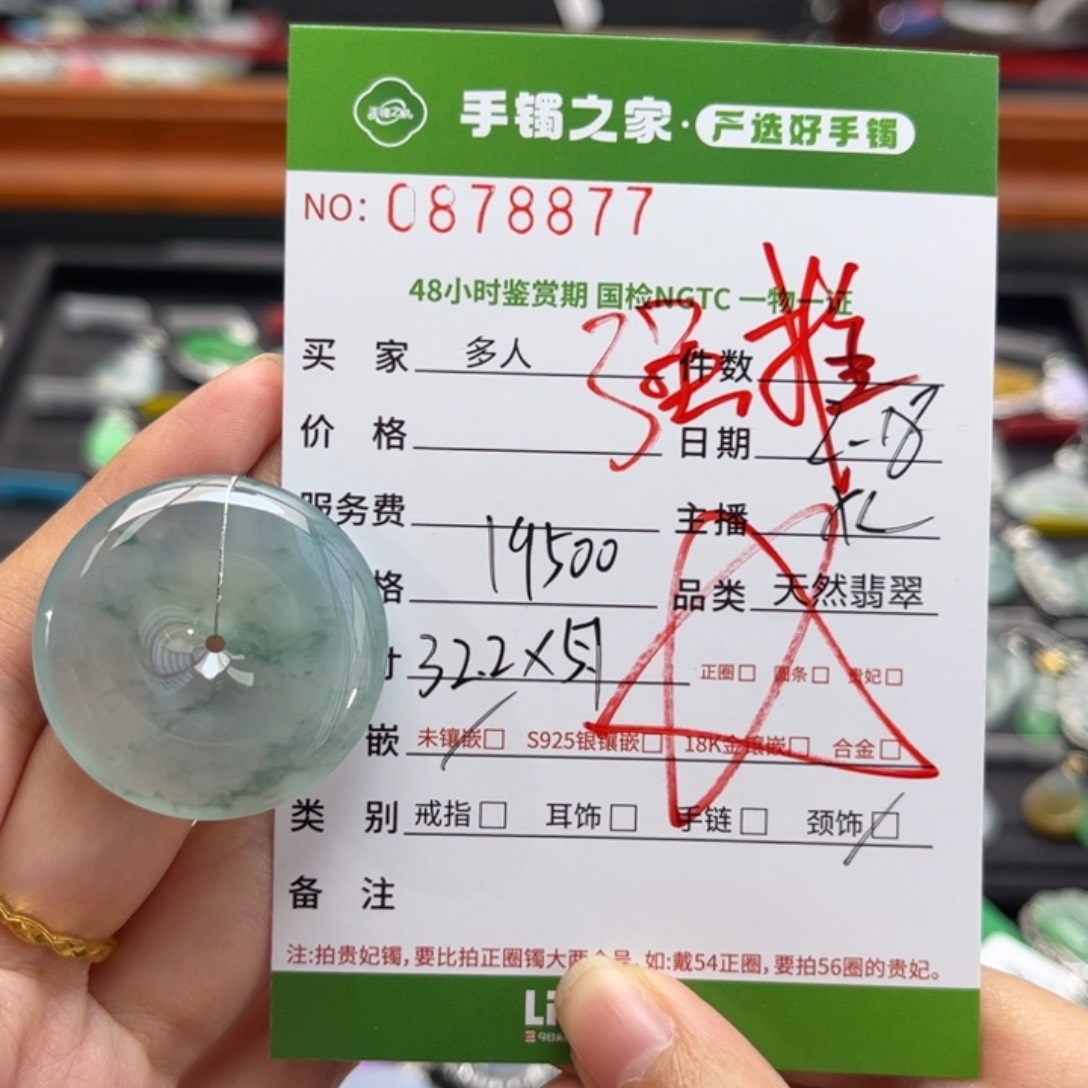 手镯之家·严选好手镯
NO: 0878877
48小时鉴赏期 国检NGTC 一物一证
强推
买家 多人 件数
价格 日期
服务费 主播 XL
格 19500 品类 天然翡翠
寸 32.2×5.1
正圈□ 圆条□ 贵妃□
嵌 未镶嵌□ S925银镶嵌□ 18K金镶嵌□ 合金□
类别 戒指□ 耳饰□ 手链□ 颈饰□
备注
注:拍贵妃镯,要比拍正圈镯大两个号,如:戴54正圈,要拍56圈的贵妃。
Li